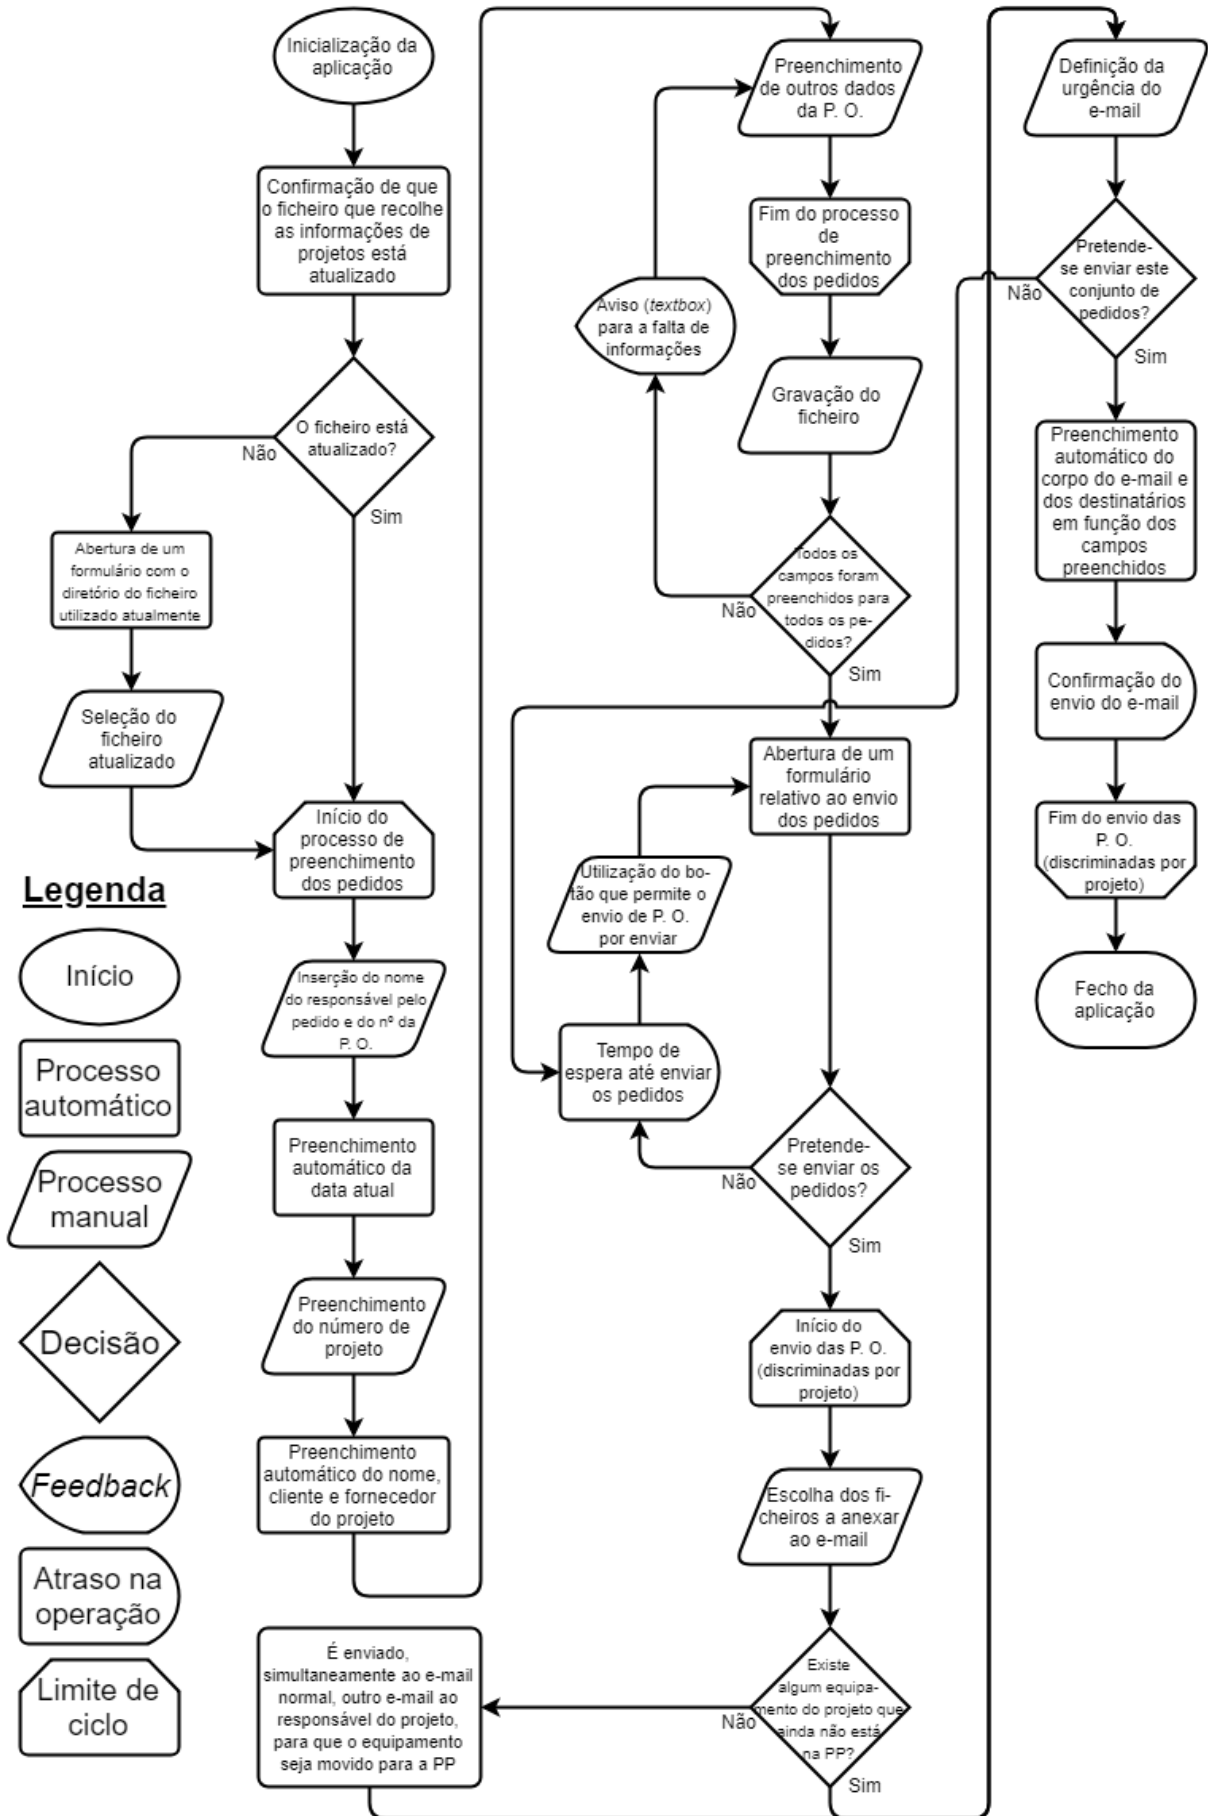 Inicialização da
aplicação
Confirmação de que
o ficheiro que recolhe
as informações de
projetos está
atualizado
O ficheiro está
atualizado?
Não
Sim
Abertura de um
formulário com o
diretório do ficheiro
utilizado atualmente
Seleção do
ficheiro
atualizado
Início do
processo de
preenchimento
dos pedidos
Inserção do nome
do responsável pelo
pedido e do nº da
P. O.
Preenchimento
automático da
data atual
Preenchimento
do número de
projeto
Preenchimento
automático do nome,
cliente e fornecedor
do projeto
Preenchimento
de outros dados
da P. O.
Fim do processo
de
preenchimento
dos pedidos
Aviso (textbox)
para a falta de
informações
Gravação do
ficheiro
Todos os
campos foram
preenchidos para
todos os pe-
didos?
Não
Sim
Abertura de um
formulário
relativo ao envio
dos pedidos
Utilização do bo-
tão que permite o
envio de P. O.
por enviar
Tempo de
espera até enviar
os pedidos
Pretende-
se enviar os
pedidos?
Não
Sim
Início do
envio das P. O.
(discriminadas por
projeto)
Escolha dos fi-
cheiros a anexar
ao e-mail
Existe
algum equipa-
mento do projeto que
ainda não está
na PP?
Não
Sim
É enviado,
simultaneamente ao e-mail
normal, outro e-mail ao
responsável do projeto,
para que o equipamento
seja movido para a PP
Definição da
urgência do
e-mail
Pretende-
se enviar este
conjunto de
pedidos?
Não
Sim
Preenchimento
automático do
corpo do e-mail e
dos destinatários
em função dos
campos
preenchidos
Confirmação do
envio do e-mail
Fim do envio das
P. O.
(discriminadas por
projeto)
Fecho da
aplicação
Legenda
Início
Processo
automático
Processo
manual
Decisão
Feedback
Atraso na
operação
Limite de
ciclo